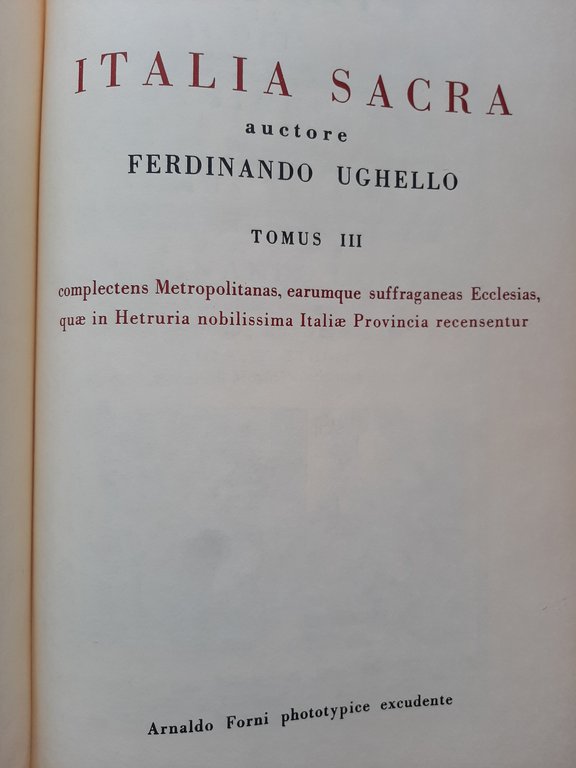 ITALIA SACRA
auctore
FERDINANDO UGHELLO
TOMUS III
complectens Metropolitanas, earumque suffraganeas Ecclesias,
quæ in Hetruria nobilissima Italiæ Provincia recensentur
Arnaldo Forni phototypice excudente